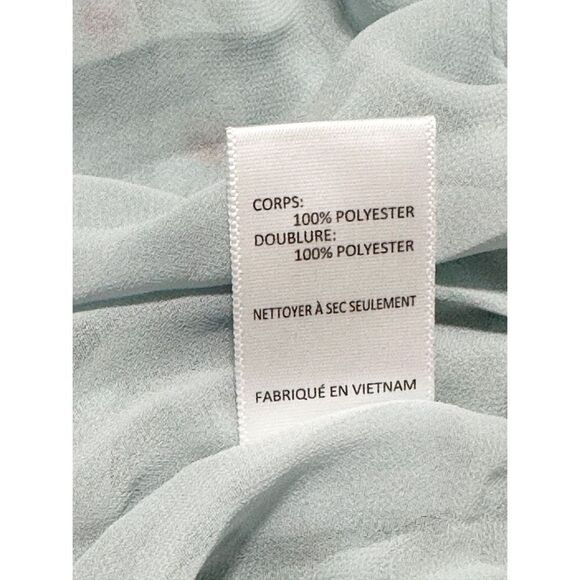 CORPS:
100% POLYESTER
DOUBLURE:
100% POLYESTER
NETTOYER À SEC SEULEMENT
FABRIQUÉ EN VIETNAM